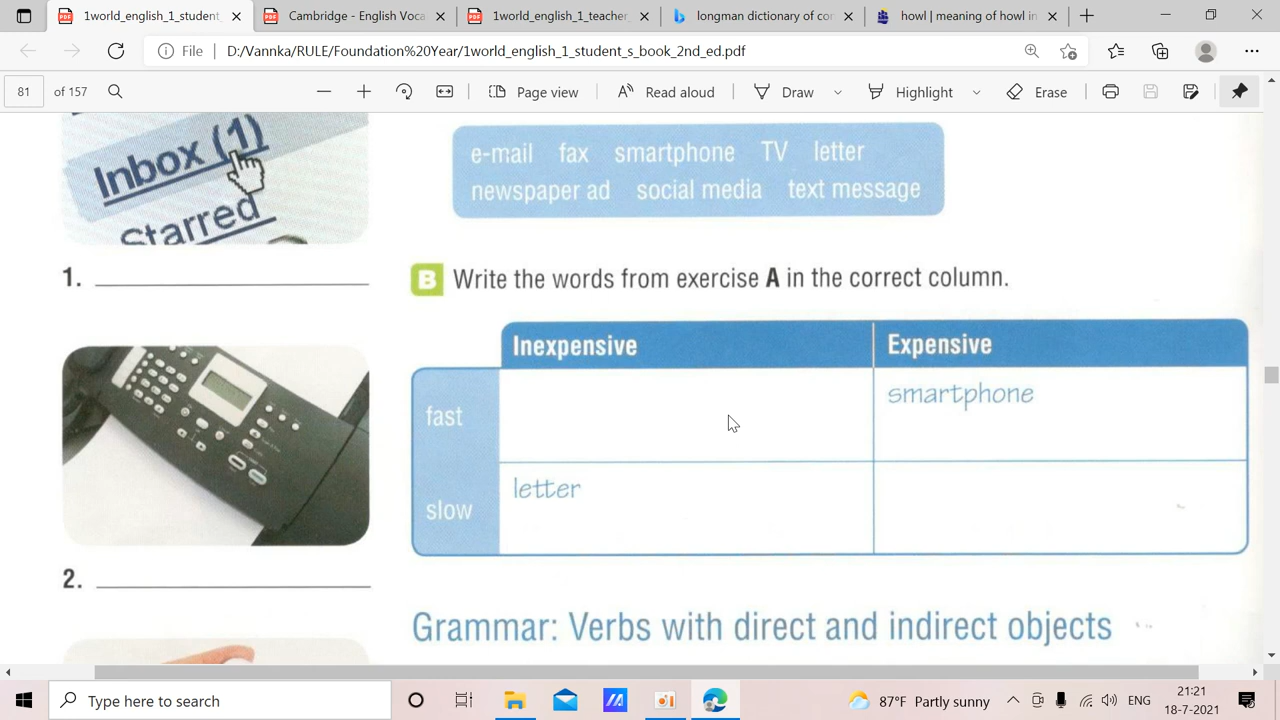 1world_english_1_student_
Cambridge - English Voca
1world_english_1_teacher_
longman dictionary of cor
howl | meaning of howl in
File D:/Vannka/RULE/Foundation%20Year/1world_english_1_student_s_book_2nd_ed.pdf
81 of 157 Page view Read aloud Draw Highlight Erase
Inbox (1)
Starred
e-mail fax smartphone TV letter
newspaper ad social media text message
1.
B Write the words from exercise A in the correct column.
Inexpensive Expensive
fast smartphone
slow letter
2.
Grammar: Verbs with direct and indirect objects
Type here to search
87°F Partly sunny
ENG
21:21
18-7-2021